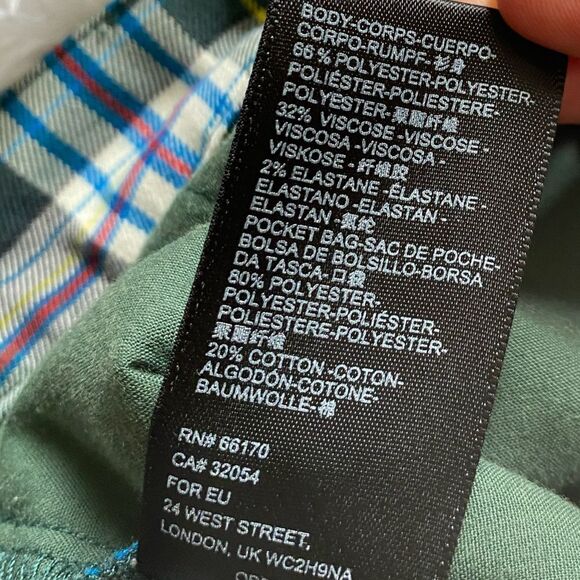 BODY-CORPS-CUERPO-
CORPO-RUMPF-衫身
66% POLYESTER-POLYESTER-
POLIÉSTER-POLIESTERE-
POLYESTER-聚脂纤维
32% VISCOSE -VISCOSE -
VISCOSA -VISCOSA -
VISKOSE -纤维胶
2% ELASTANE -ÉLASTANE -
ELASTANO -ELASTAN -
ELASTAN -氨纶
POCKET BAG-SAC DE POCHE-
BOLSA DE BOLSILLO-BORSA
DA TASCA-口袋
80% POLYESTER-
POLYESTER-POLIÉSTER-
POLIESTERE-POLYESTER-
聚脂纤维
20% COTTON -COTON-
ALGODÓN-COTONE-
BAUMWOLLE-棉
RN# 66170
CA# 32054
FOR EU
24 WEST STREET,
LONDON, UK WC2H9NA